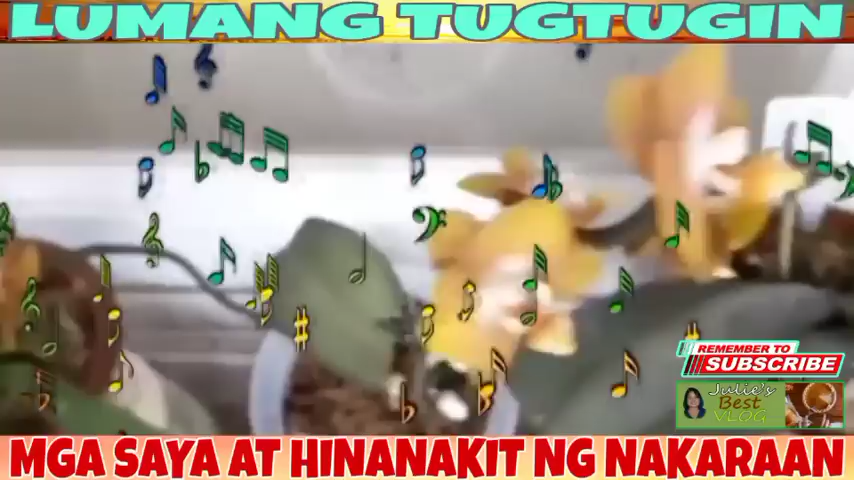 LUMANG TUGTUGIN
REMEMBER TO
SUBSCRIBE
Julie's
Best
VLOG
MGA SAYA AT HINANAKIT NG NAKARAAN